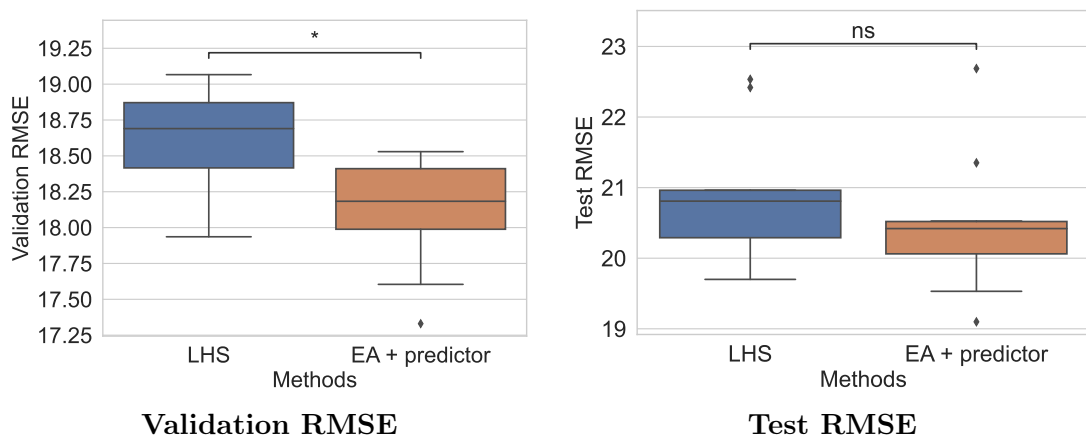 *
19.25
19.00
18.75
18.50
18.25
18.00
17.75
17.50
17.25
Validation RMSE
LHS
EA + predictor
Methods
Validation RMSE
ns
23
22
21
20
19
Test RMSE
LHS
EA + predictor
Methods
Test RMSE